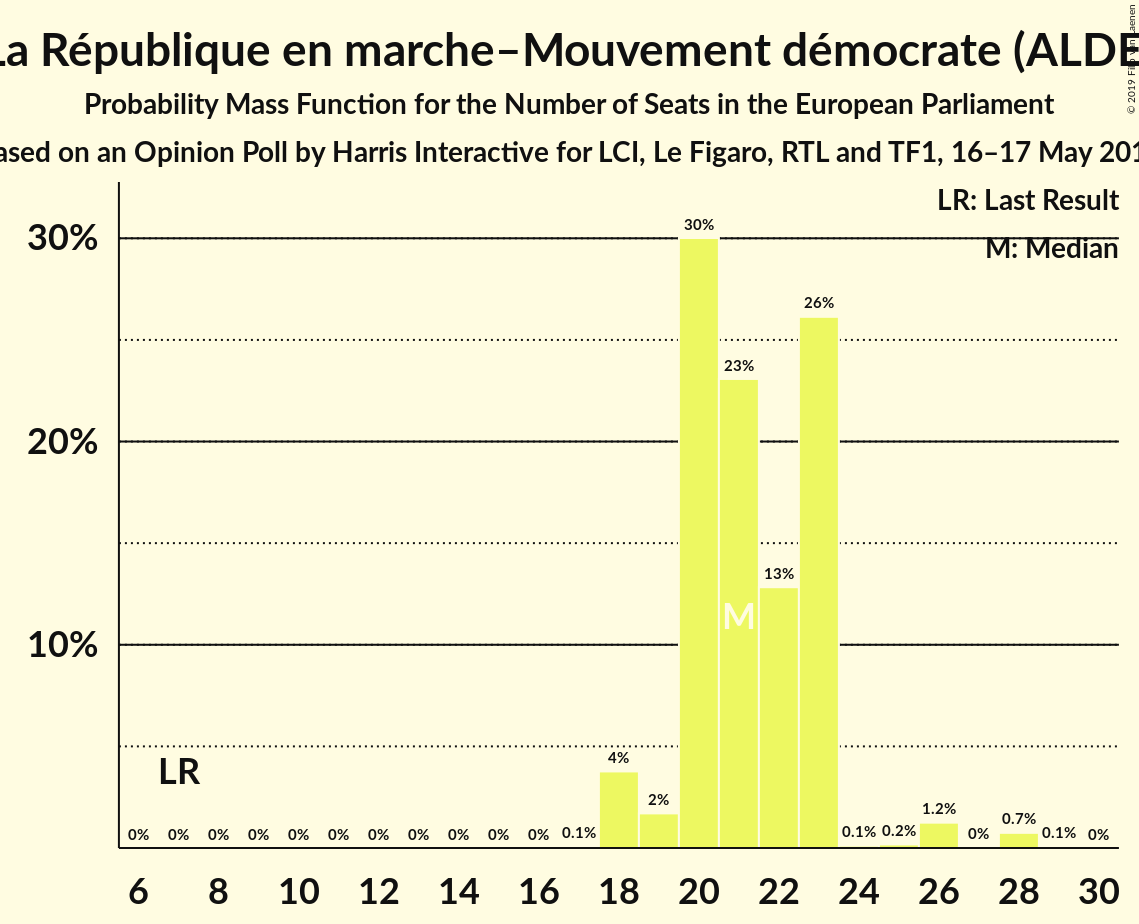 La République en marche–Mouvement démocrate (ALDE
Probability Mass Function for the Number of Seats in the European Parliament
on an Opinion Poll by Harris Interactive for LCI, Le Figaro, RTL and TF1, 16–17 May
© 2019
LR: Last Result
M: Median
30%
20%
10%
30%
26%
23%
13%
M
LR
4%
2%
1.2%
0.7%
0% 0% 0% 0% 0% 0% 0% 0% 0% 0% 0% 0.1% 0.1% 0.2% 0% 0.1% 0%
6 8 10 12 14 16 18 20 22 24 26 28 30